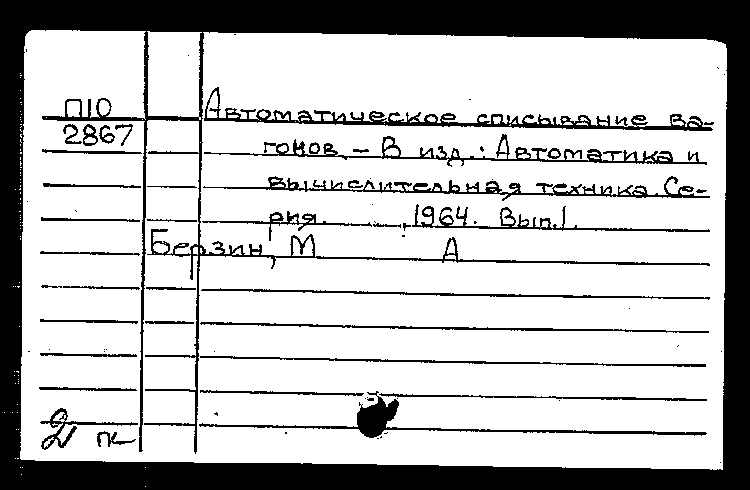 П10 Автоматическое списывание ва-
2867 гонов. – В изд.: Автоматика и
вычислительная техника. Се-
рия. , 1964. Вып.1.
Берзин, М А
2 пк